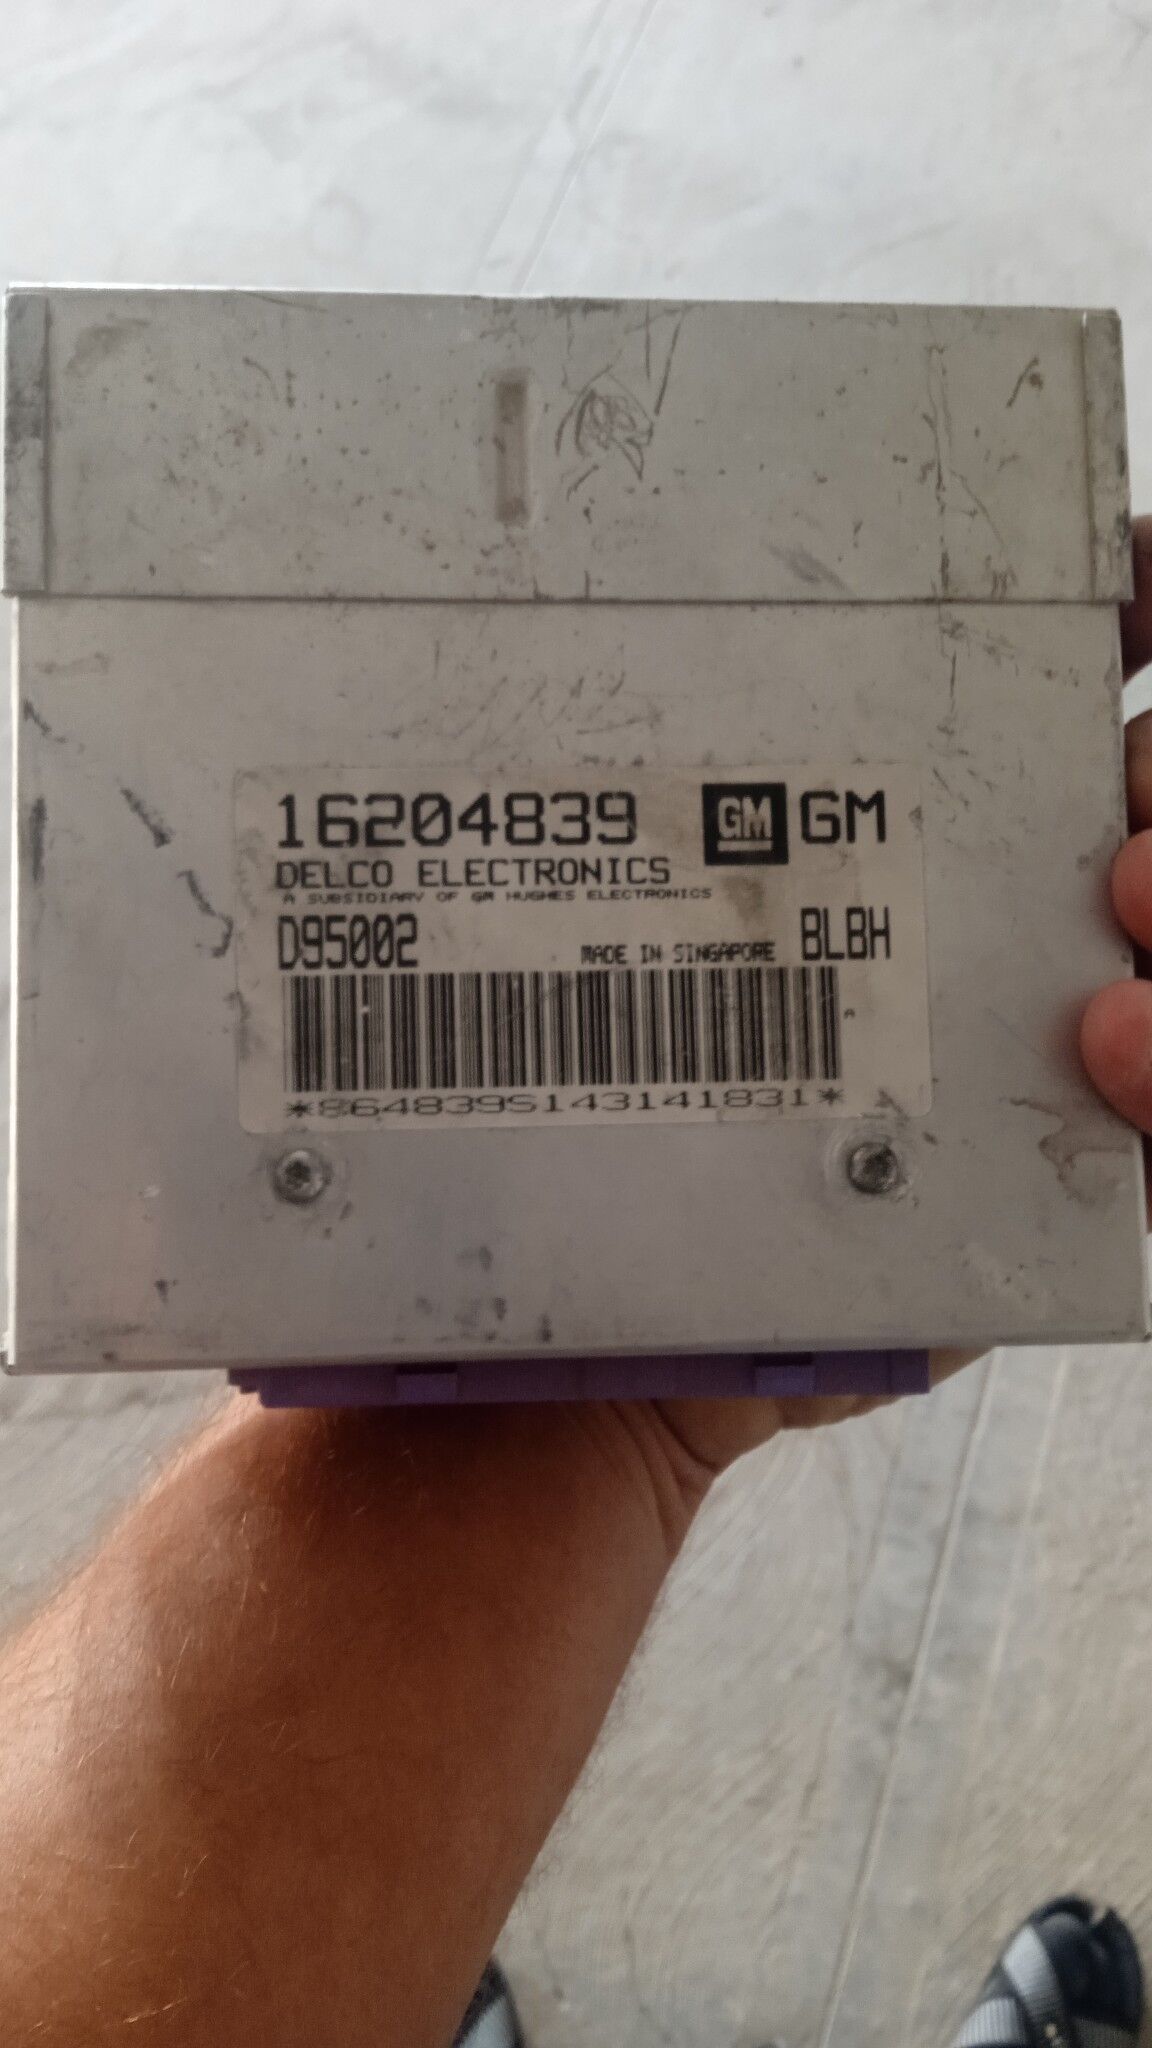 16204839 GM GM
DELCO ELECTRONICS
A SUBSIDIARY OF GM HUGHES ELECTRONICS
D95002 MADE IN SINGAPORE BLBH
A
*864839S143141831*